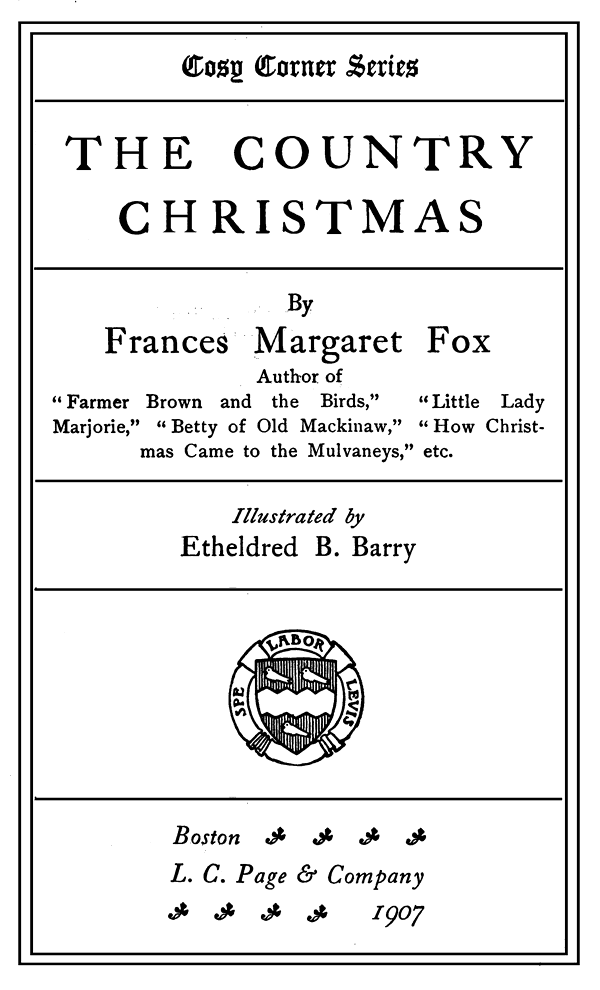 Cosy Corner Series
THE COUNTRY
CHRISTMAS
By
Frances Margaret Fox
Author of
“Farmer Brown and the Birds,” “Little Lady
Marjorie,” “Betty of Old Mackinaw,” “How Christ-
mas Came to the Mulvaneys,” etc.
Illustrated by
Etheldred B. Barry
SPE LABOR LEVIS
Boston
L. C. Page & Company
1907